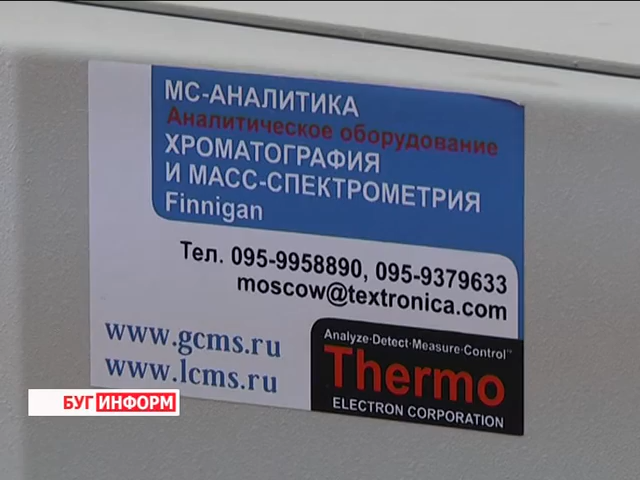 МС-АНАЛИТИКА
Аналитическое оборудование
ХРОМАТОГРАФИЯ
И МАСС-СПЕКТРОМЕТРИЯ
Finnigan
Тел. 095-9958890, 095-9379633
moscow@textronica.com
www.gcms.ru
www.lcms.ru
Analyze·Detect·Measure·Control™
Thermo
ELECTRON CORPORATION
БУГИНФОРМ